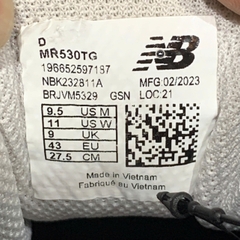 D
MR530TG
196652597187
NBK232811A
BRJVM5329 GSN
NB
MFG.02/2023
LOC:21
9.5 US M
11 US W
9 UK
43 EU
27.5 CM
Made in Vietnam
Fabriqué au Vietnam